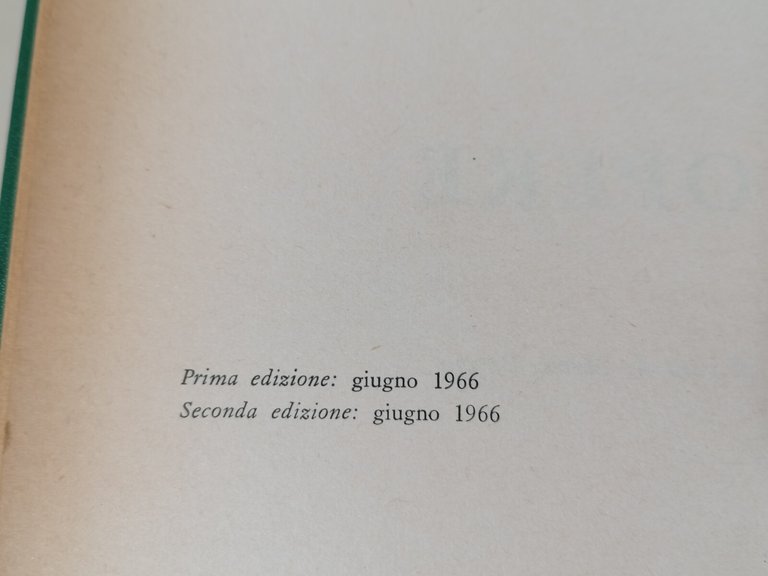 Prima edizione: giugno 1966
Seconda edizione: giugno 1966